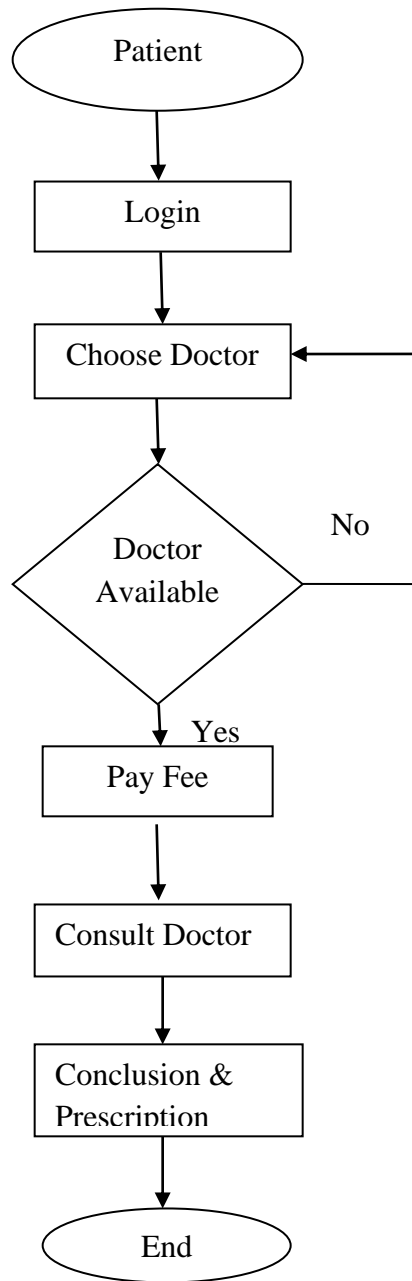 Patient
Login
Choose Doctor
Doctor
Available
No
Yes
Pay Fee
Consult Doctor
Conclusion &
Prescription
End